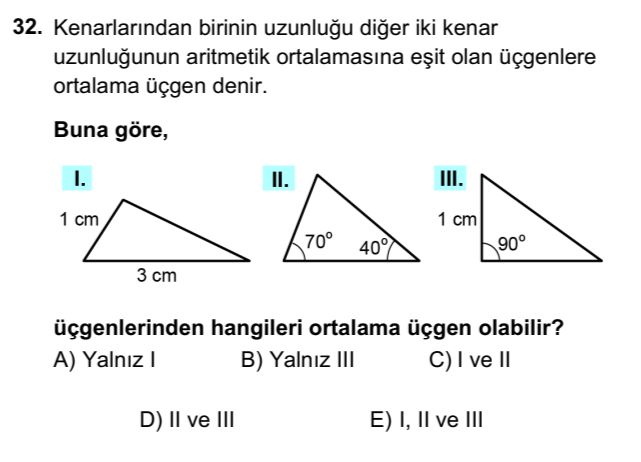 32. Kenarlarından birinin uzunluğu diğer iki kenar
uzunluğunun aritmetik ortalamasına eşit olan üçgenlere
ortalama üçgen denir.
Buna göre,
I. II. III.
1 cm 70° 40° 1 cm 90°
3 cm
üçgenlerinden hangileri ortalama üçgen olabilir?
A) Yalnız I B) Yalnız III C) I ve II
D) II ve III E) I, II ve III